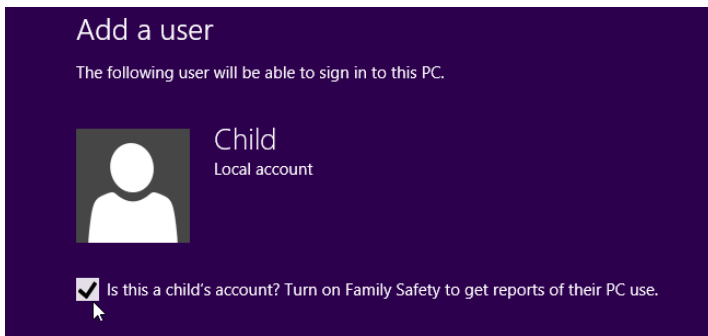 Add a user
The following user will be able to sign in to this PC.
Child
Local account
Is this a child's account? Turn on Family Safety to get reports of their PC use.